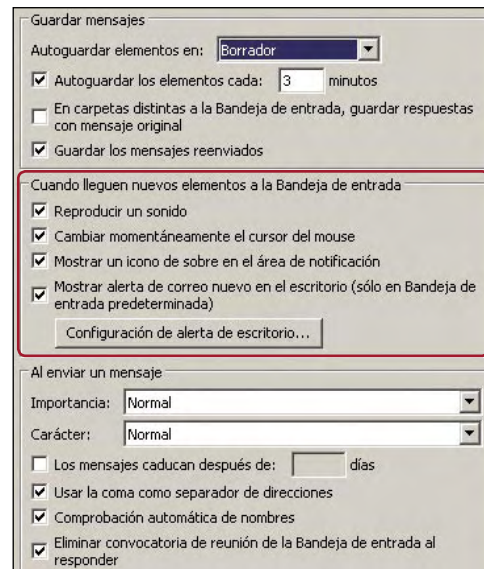 Guardar mensajes
Autoguardar elementos en: Borrador
Autoguardar los elementos cada: 3 minutos
En carpetas distintas a la Bandeja de entrada, guardar respuestas
con mensaje original
Guardar los mensajes reenviados
Cuando lleguen nuevos elementos a la Bandeja de entrada
Reproducir un sonido
Cambiar momentáneamente el cursor del mouse
Mostrar un icono de sobre en el área de notificación
Mostrar alerta de correo nuevo en el escritorio (sólo en Bandeja de
entrada predeterminada)
Configuración de alerta de escritorio...
Al enviar un mensaje
Importancia: Normal
Carácter: Normal
Los mensajes caducan después de: días
Usar la coma como separador de direcciones
Comprobación automática de nombres
Eliminar convocatoria de reunión de la Bandeja de entrada al
responder